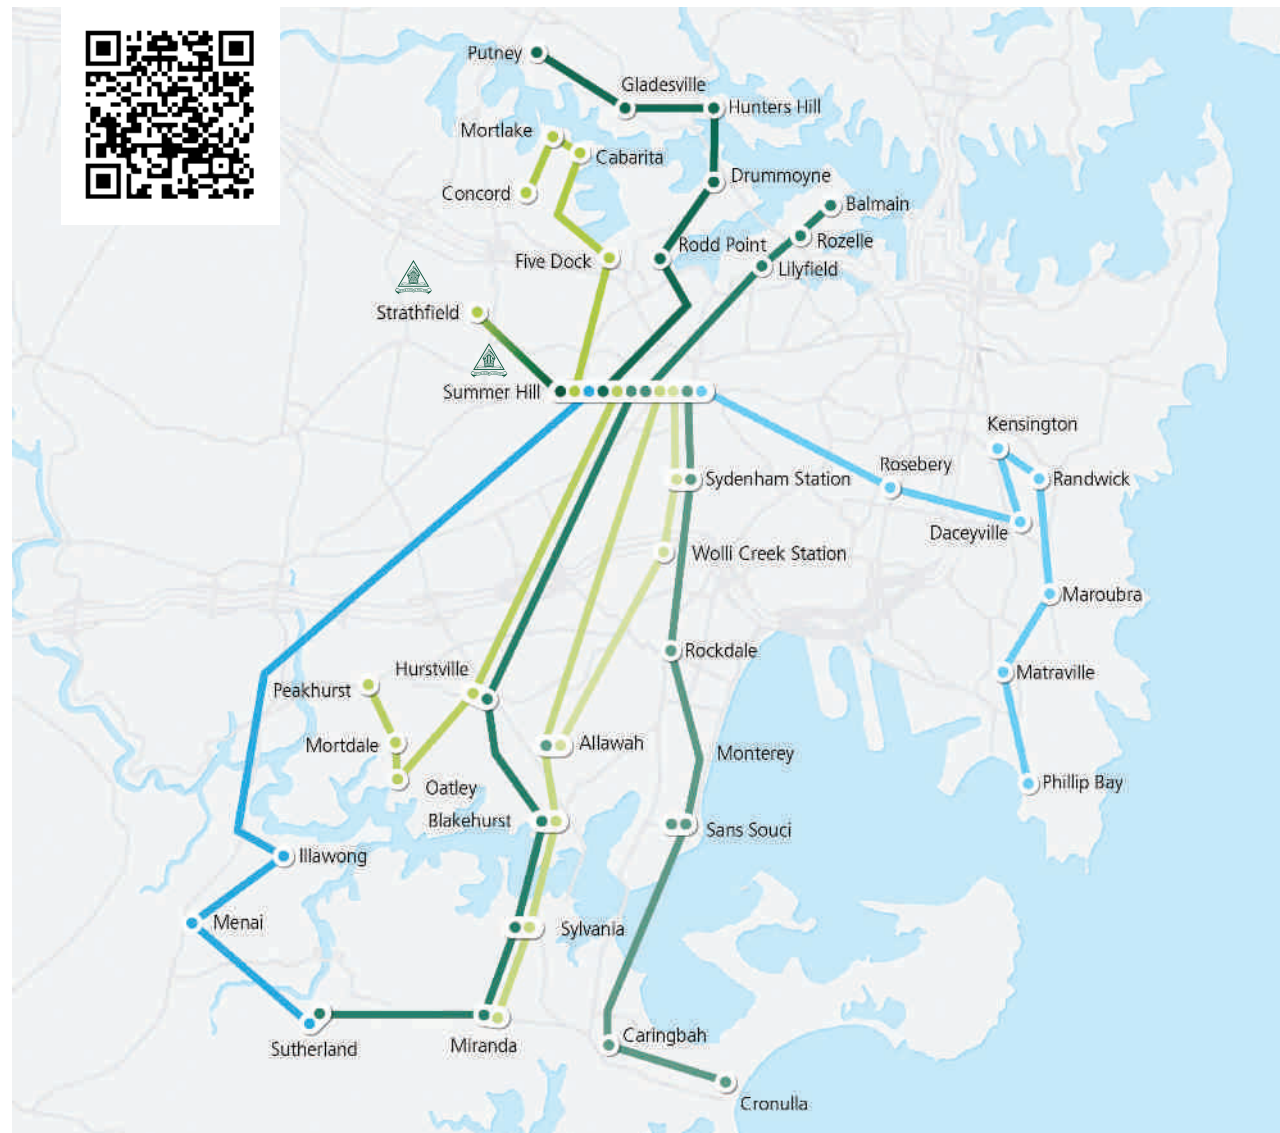 Putney
Gladesville
Hunters Hill
Mortlake
Cabarita
Drummoyne
Concord
Balmain
Rodd Point
Rozelle
Five Dock
Lilyfield
Strathfield
Summer Hill
Kensington
Rosebery
Sydenham Station
Randwick
Daceyville
Wolli Creek Station
Maroubra
Rockdale
Hurstville
Matraville
Peakhurst
Mortdale
Allawah
Monterey
Oatley
Phillip Bay
Blakehurst
Sans Souci
Illawong
Menai
Sylvania
Caringbah
Sutherland
Miranda
Cronulla